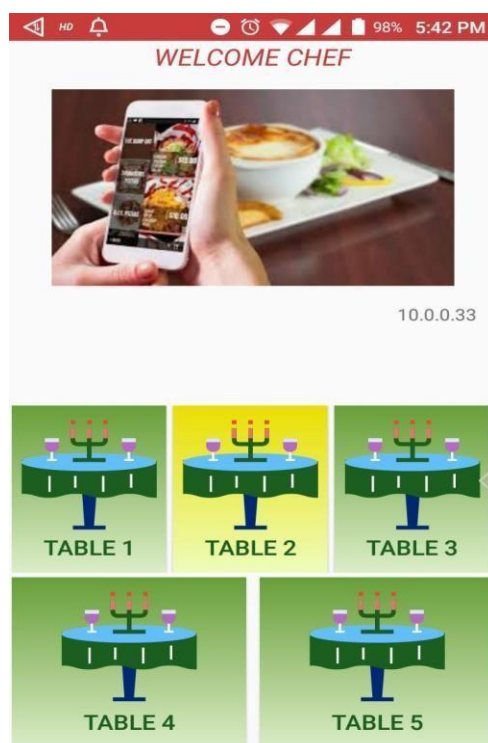 HD 98% 5:42 PM
WELCOME CHEF
10.0.0.33
TABLE 1 TABLE 2 TABLE 3
TABLE 4 TABLE 5